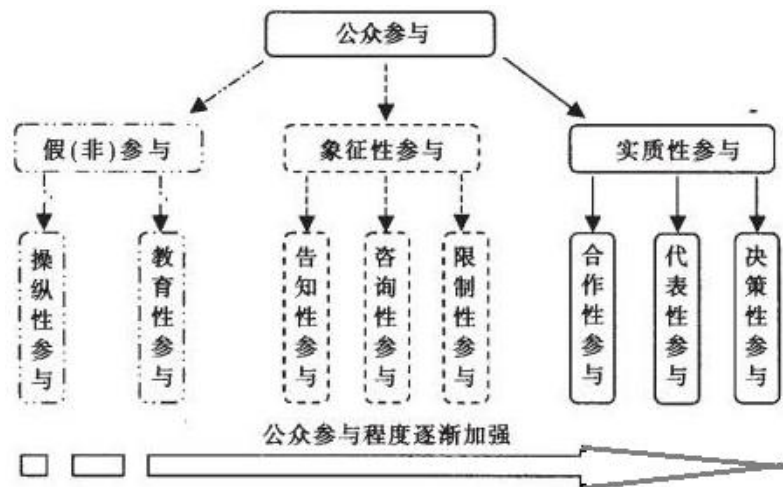 公众参与
假(非)参与
象征性参与
实质性参与
操纵性参与
教育性参与
告知性参与
咨询性参与
限制性参与
合作性参与
代表性参与
决策性参与
公众参与程度逐渐加强